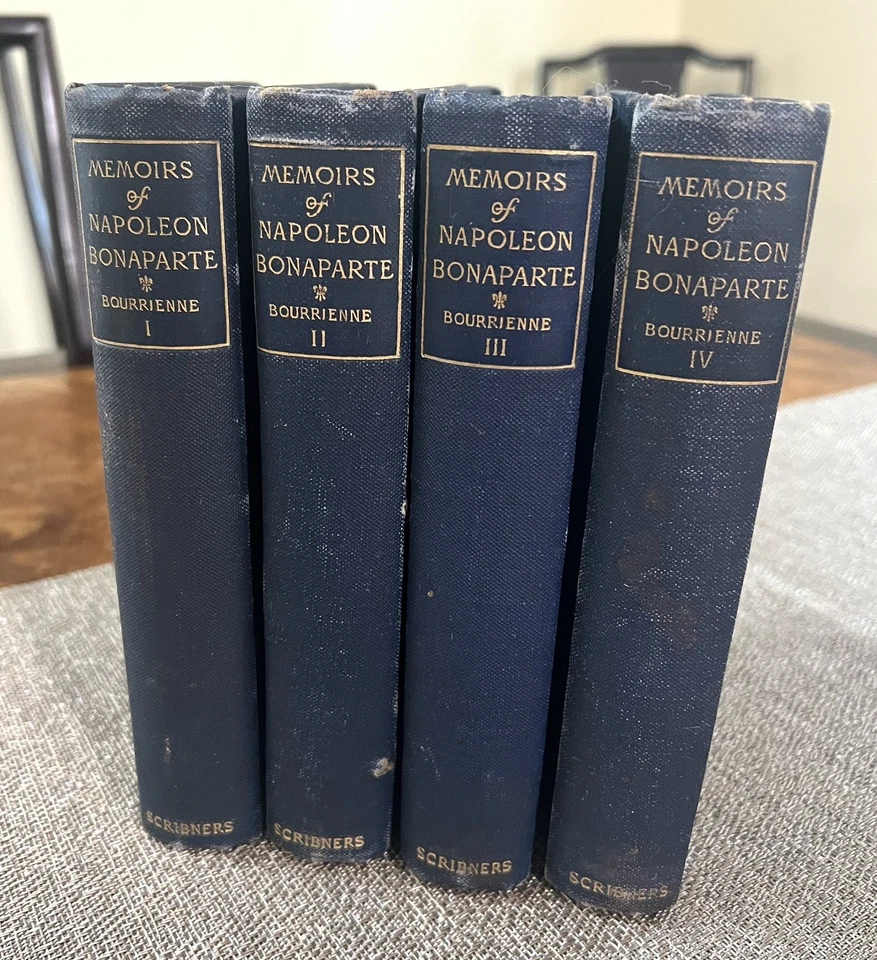 MEMOIRS
of
NAPOLEON
BONAPARTE
BOURRIENNE
I
SCRIBNERS
MEMOIRS
of
NAPOLEON
BONAPARTE
BOURRIENNE
II
SCRIBNERS
MEMOIRS
of
NAPOLEON
BONAPARTE
BOURRIENNE
III
SCRIBNERS
MEMOIRS
of
NAPOLEON
BONAPARTE
BOURRIENNE
IV
SCRIBNERS